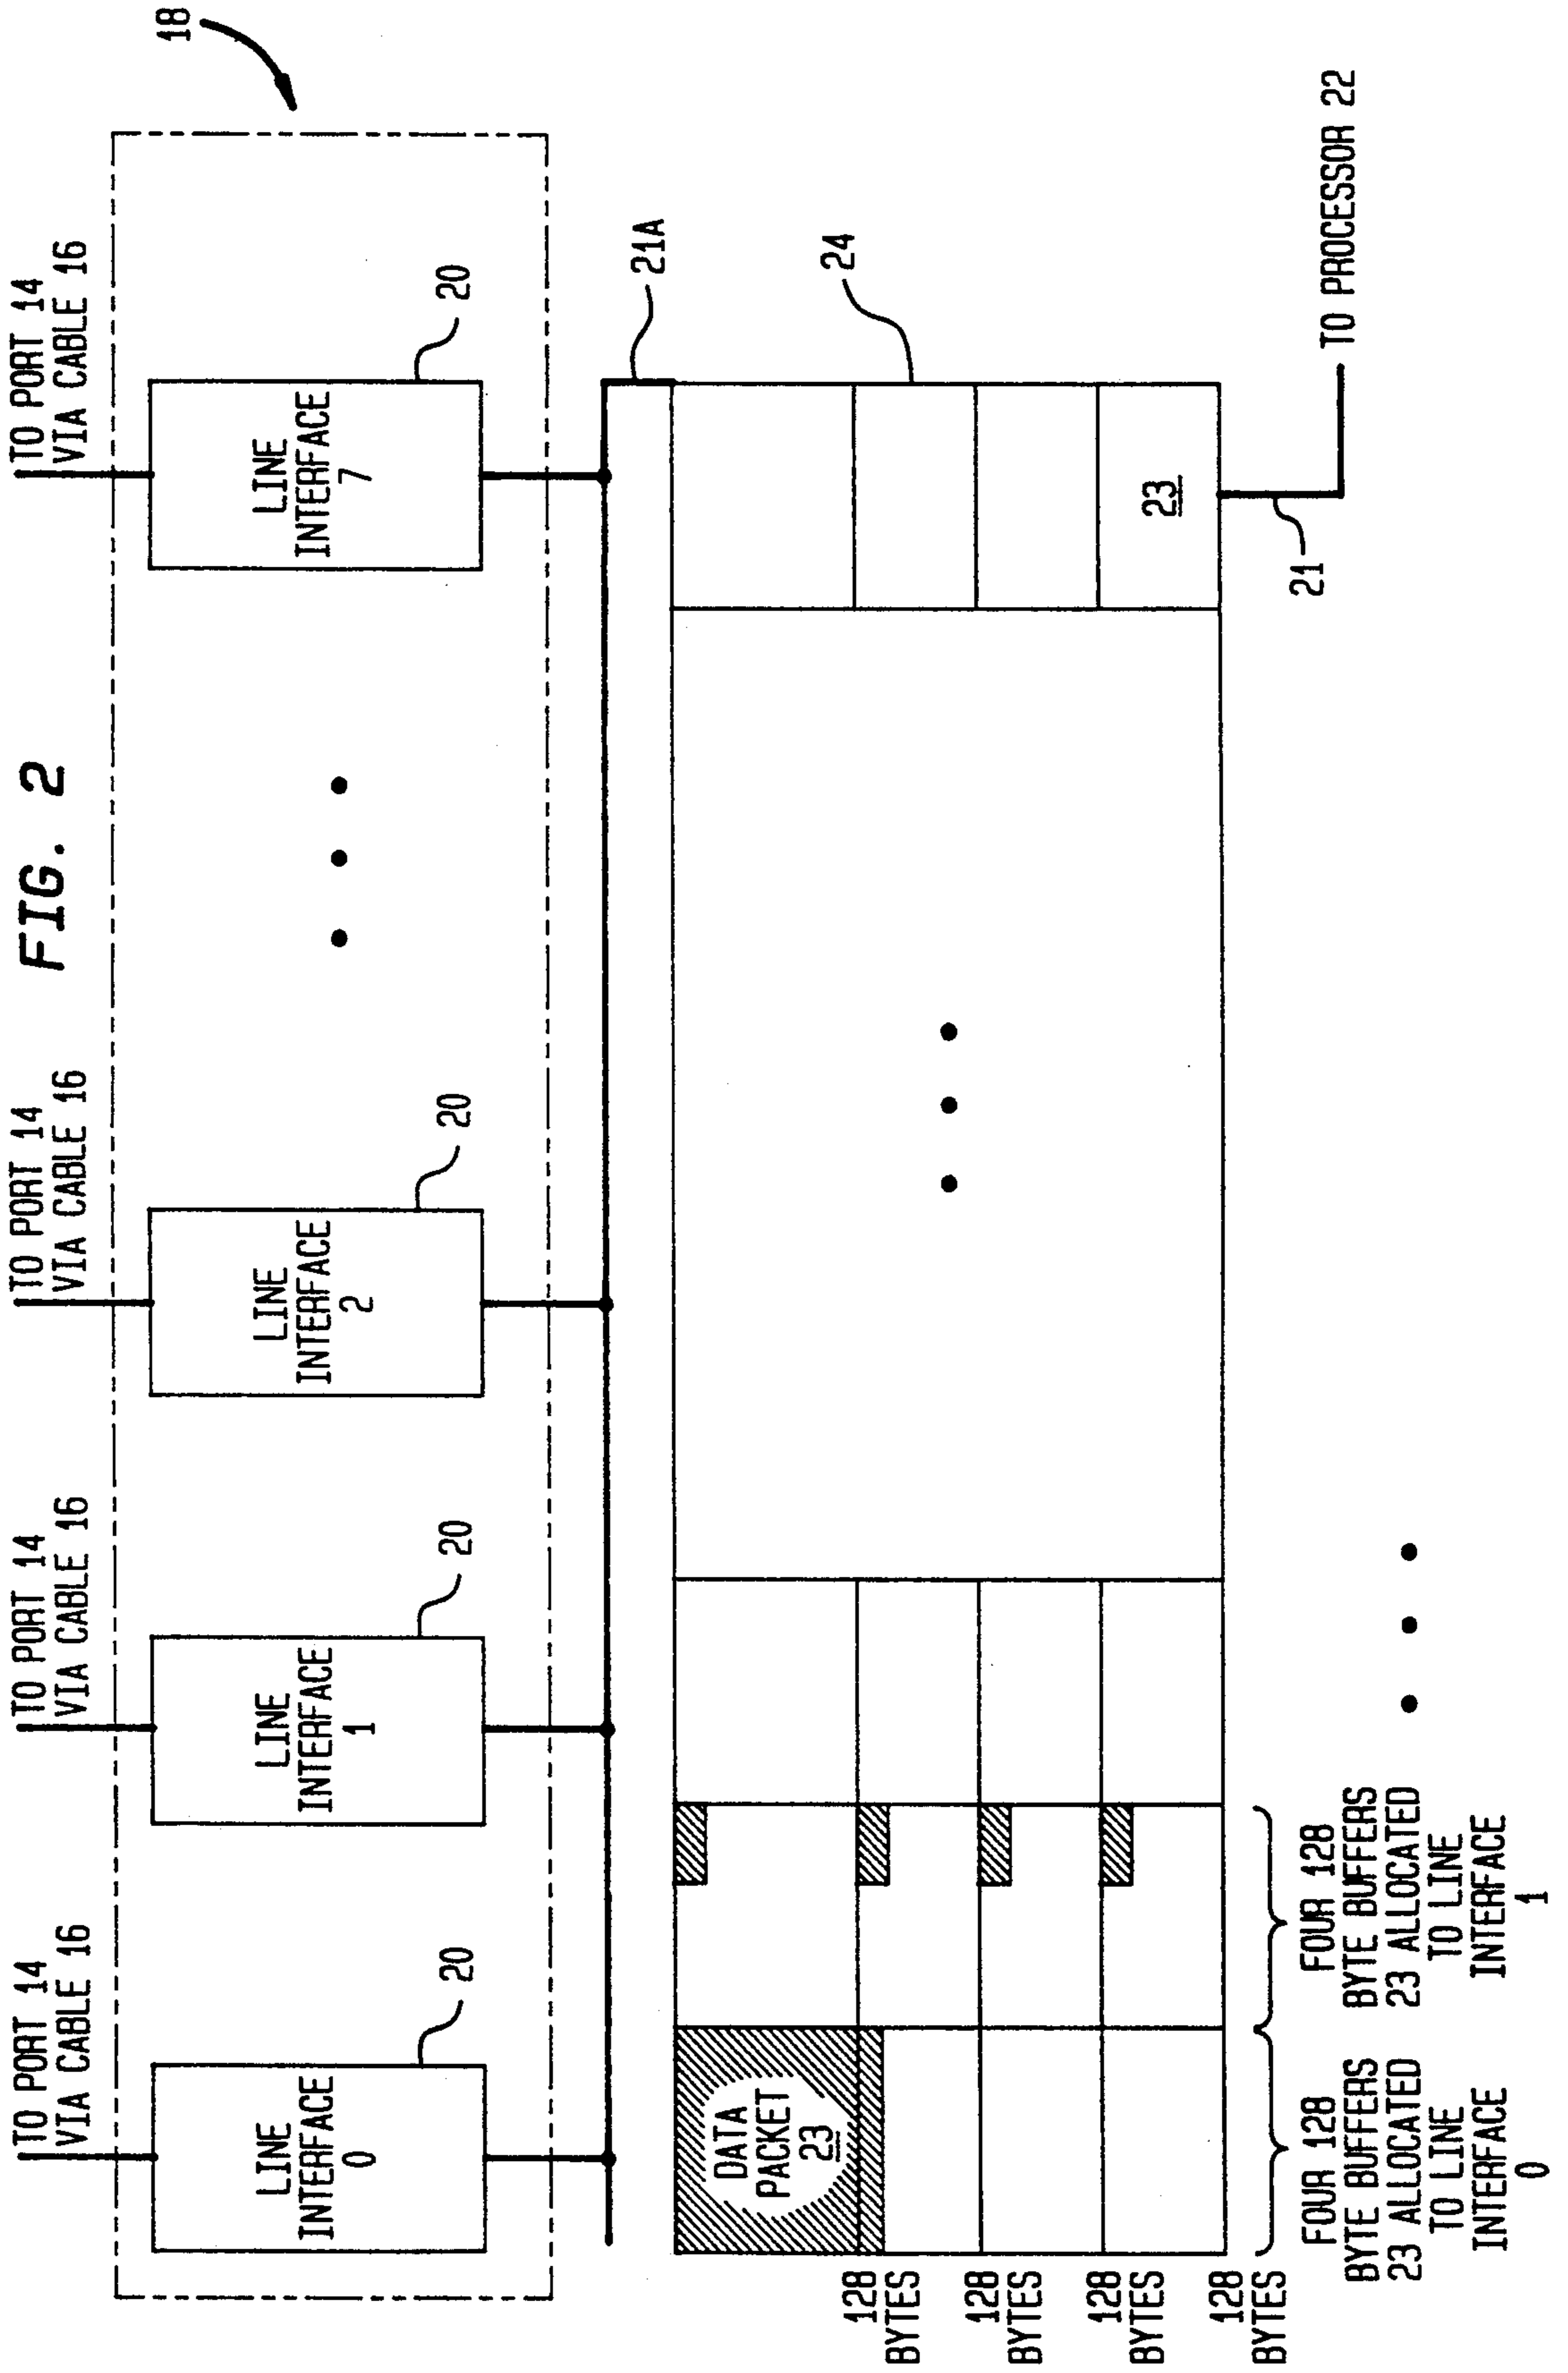 FIG. 2
18
TO PORT 14
VIA CABLE 16
TO PORT 14
VIA CABLE 16
TO PORT 14
VIA CABLE 16
TO PORT 14
VIA CABLE 16
LINE
INTERFACE
0
20
LINE
INTERFACE
1
20
LINE
INTERFACE
2
20
LINE
INTERFACE
7
20
21A
24
DATA
PACKET
23
23
128
BYTES
128
BYTES
128
BYTES
128
BYTES
21
TO PROCESSOR 22
FOUR 128
BYTE BUFFERS
23 ALLOCATED
TO LINE
INTERFACE
0
FOUR 128
BYTE BUFFERS
23 ALLOCATED
TO LINE
INTERFACE
1